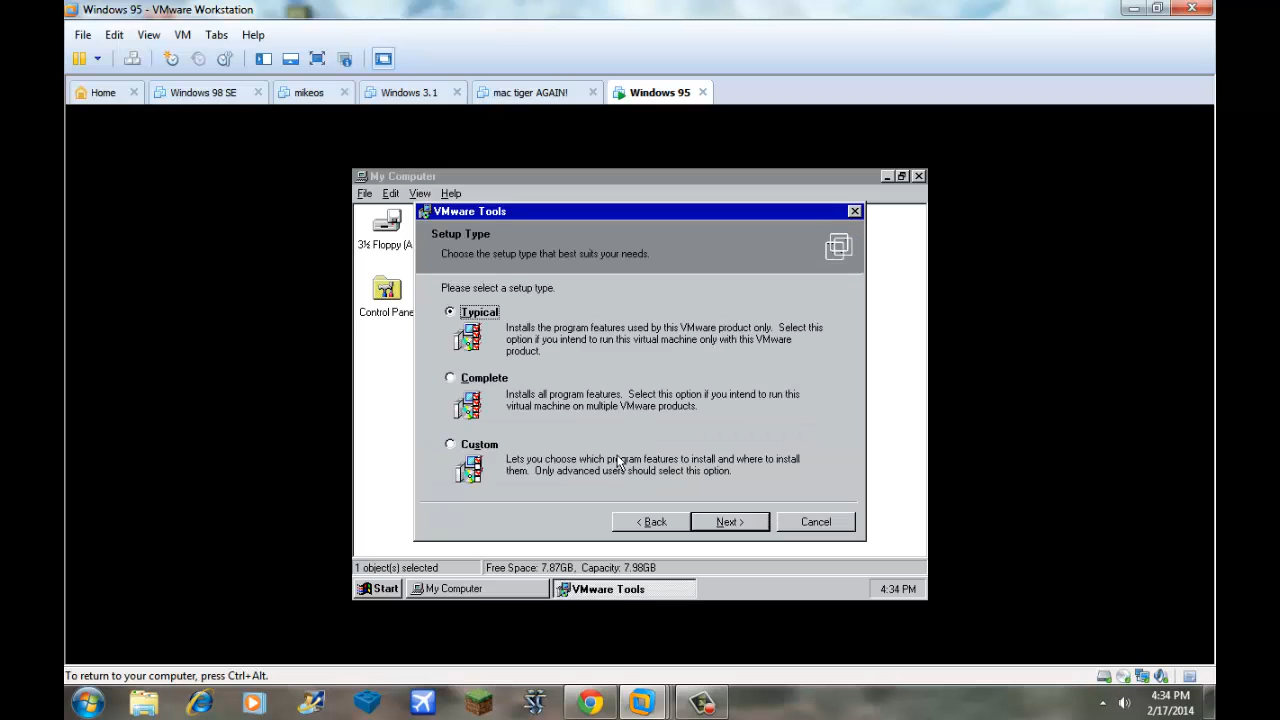 Windows 95 - VMware Workstation
File Edit View VM Tabs Help
Home Windows 98 SE mikeos Windows 3.1 mac tiger AGAIN! Windows 95
My Computer
File Edit View Help
3½ Floppy (A
Control Pane
VMware Tools
Setup Type
Choose the setup type that best suits your needs.
Please select a setup type.
Typical
Installs the program features used by this VMware product only. Select this
option if you intend to run this virtual machine only with this VMware
product.
Complete
Installs all program features. Select this option if you intend to run this
virtual machine on multiple VMware products.
Custom
Lets you choose which program features to install and where to install
them. Only advanced users should select this option.
< Back Next > Cancel
1 object(s) selected Free Space: 7.87GB, Capacity: 7.98GB
Start My Computer VMware Tools 4:34 PM
To return to your computer, press Ctrl+Alt.
4:34 PM
2/17/2014